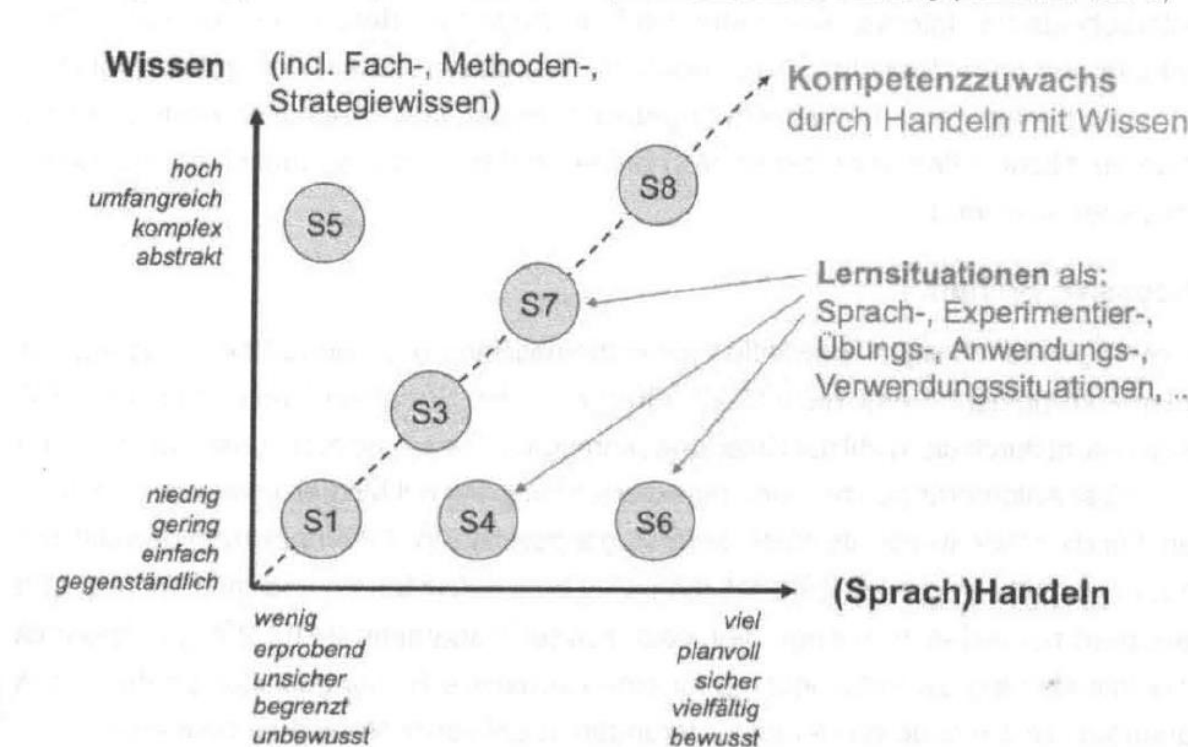 Wissen
(incl. Fach-, Methoden-,
Strategiewissen)
Kompetenzzuwachs
durch Handeln mit Wissen
hoch
umfangreich
komplex
abstrakt
S5
S8
S7
Lernsituationen als:
Sprach-, Experimentier-,
Übungs-, Anwendungs-,
Verwendungssituationen, ..
S3
niedrig
gering
einfach
gegenständlich
S1
S4
S6
(Sprach)Handeln
wenig
erprobend
unsicher
begrenzt
unbewusst
viel
planvoll
sicher
vielfältig
bewusst